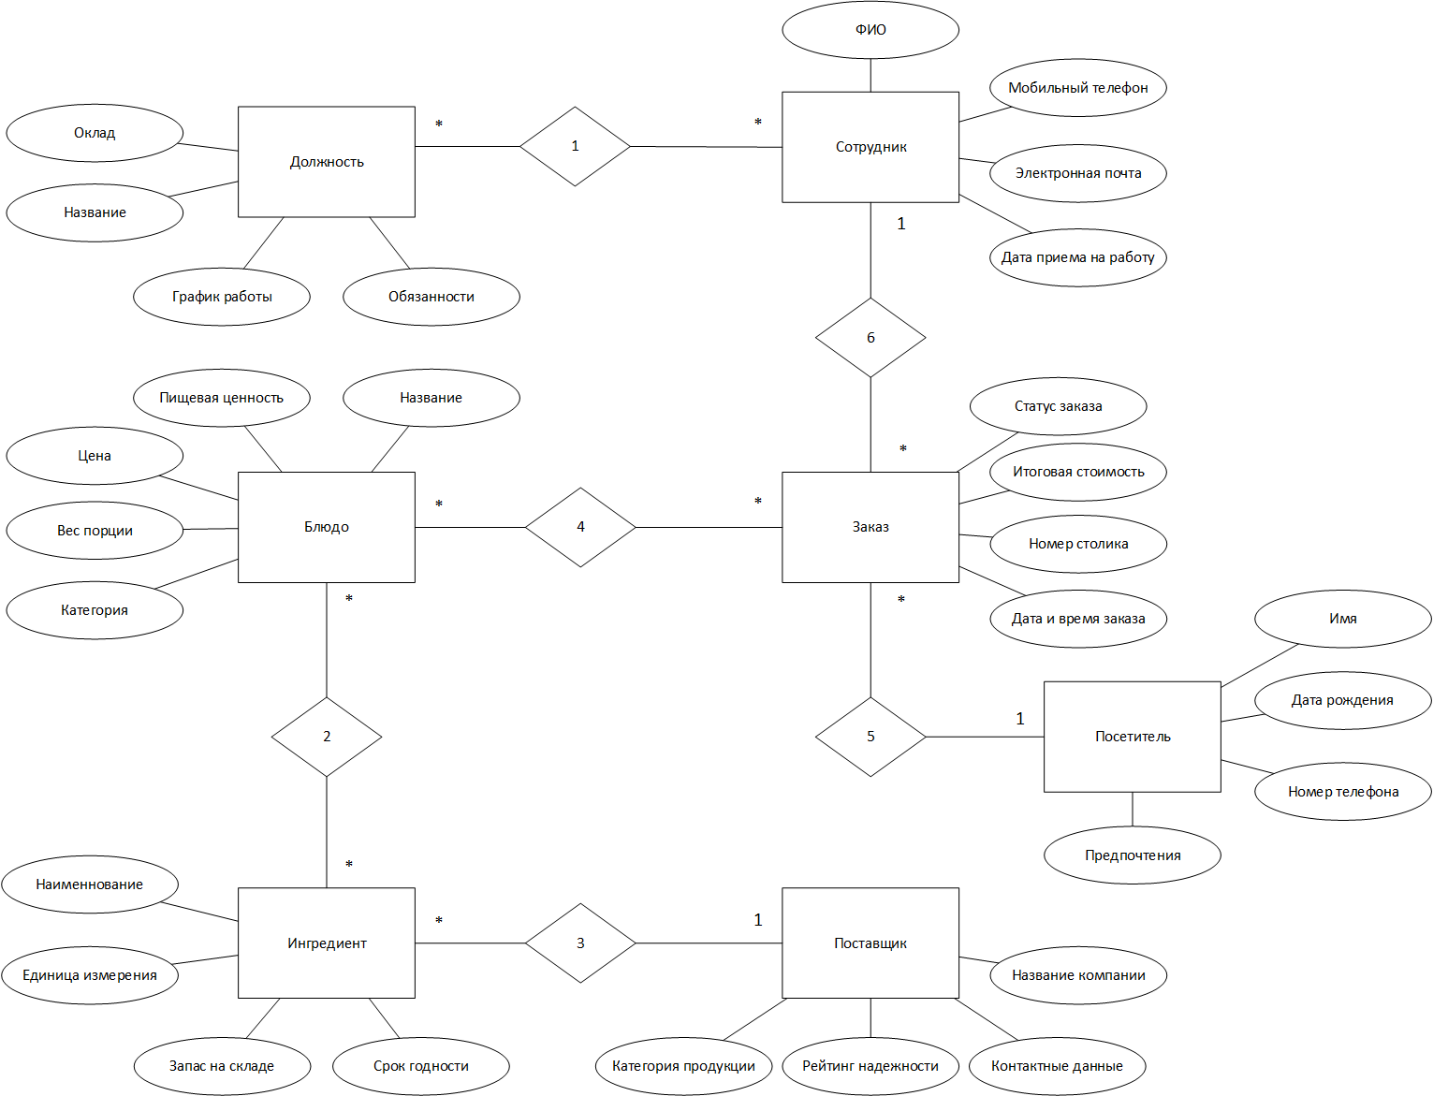 ФИО
Мобильный телефон
Оклад
*
1
*
Сотрудник
Должность
Электронная почта
Название
1
Дата приема на работу
График работы
Обязанности
6
Пищевая ценность
Название
Статус заказа
Цена
*
Итоговая стоимость
*
*
Вес порции
Блюдо
4
Заказ
Номер столика
Категория
*
*
Дата и время заказа
Имя
Дата рождения
1
2
5
Посетитель
Номер телефона
Предпочтения
*
Наименнование
*
1
Ингредиент
3
Поставщик
Единица измерения
Название компании
Запас на складе
Срок годности
Категория продукции
Рейтинг надежности
Контактные данные